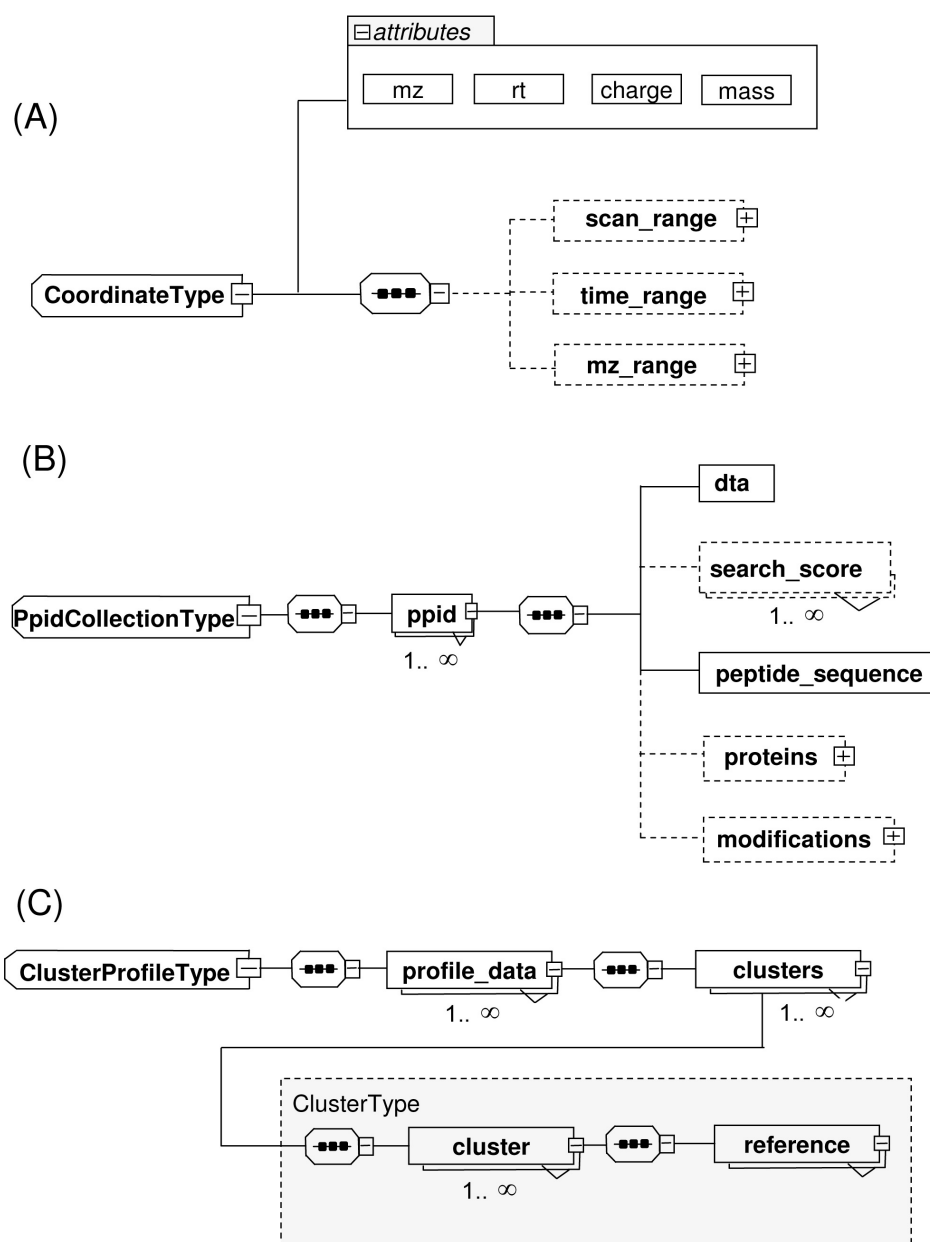 attributes
mz rt charge mass
(A)
scan_range
CoordinateType
time_range
mz_range
(B)
dta
search_score
1.. ∞
PpidCollectionType
ppid
1.. ∞
peptide_sequence
proteins
modifications
(C)
ClusterProfileType
profile_data
clusters
1.. ∞
1.. ∞
ClusterType
cluster
reference
1.. ∞